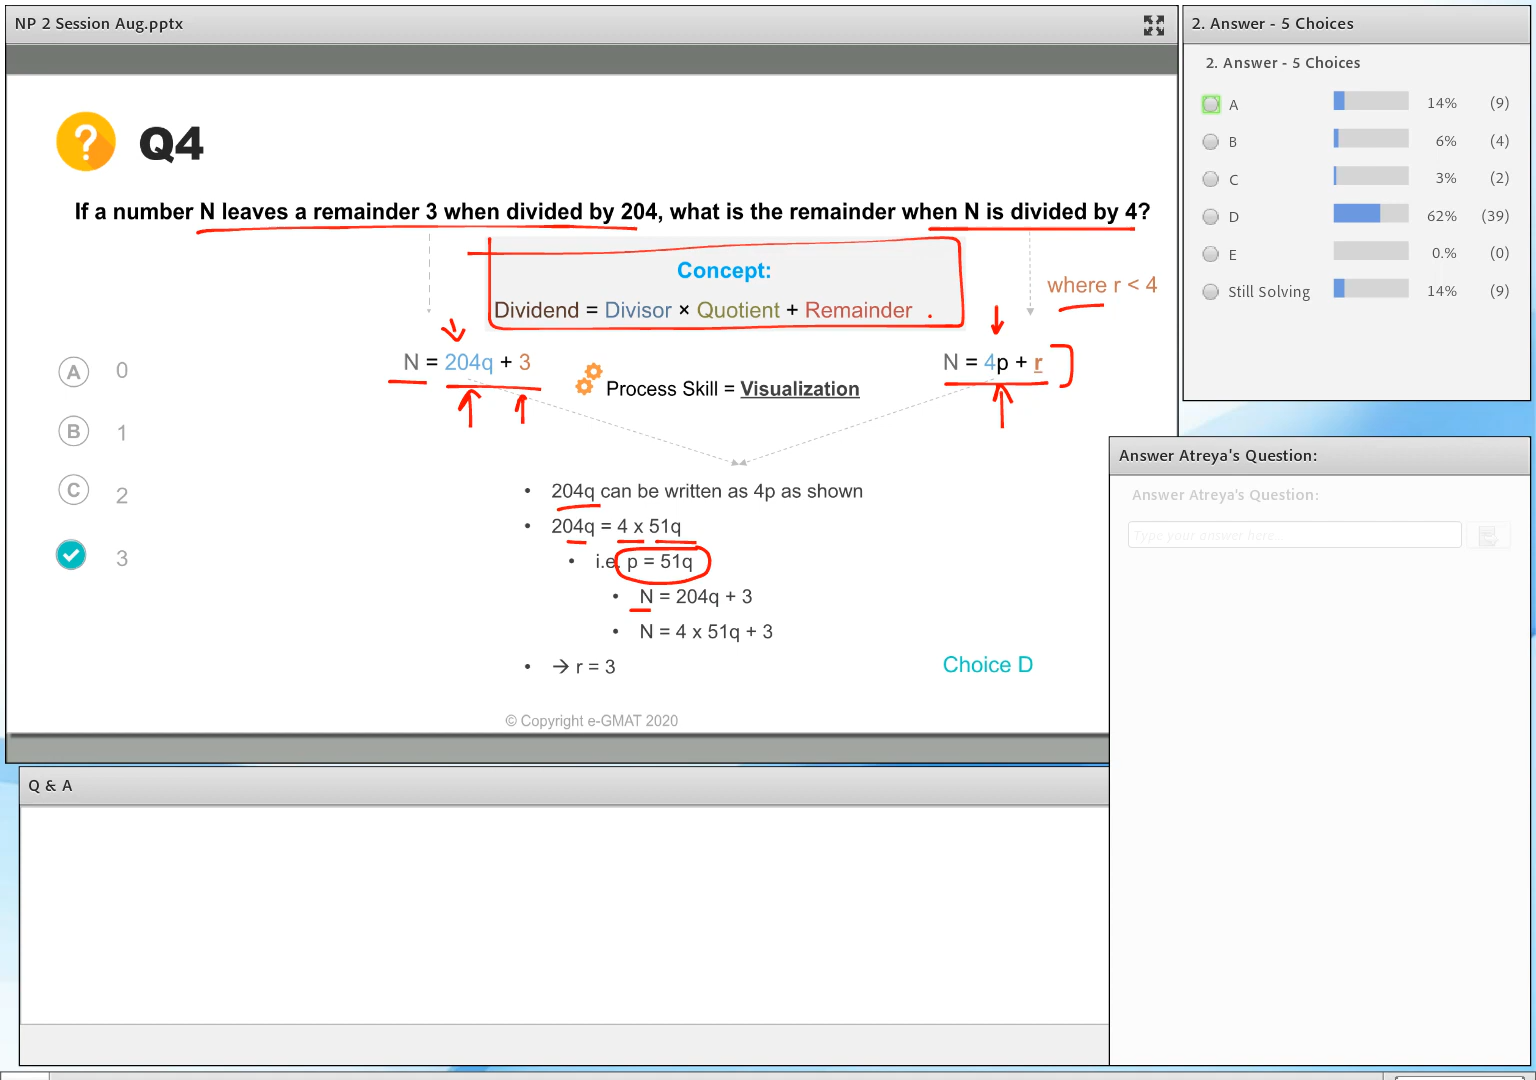 NP 2 Session Aug.pptx
Q4
If a number N leaves a remainder 3 when divided by 204, what is the remainder when N is divided by 4?
Concept:
Dividend = Divisor × Quotient + Remainder
where r < 4
N = 204q + 3
N = 4p + r
Process Skill = Visualization
A 0
B 1
C 2
3
• 204q can be written as 4p as shown
• 204q = 4 x 51q
• i.e. p = 51q
• N = 204q + 3
• N = 4 x 51q + 3
• → r = 3
Choice D
© Copyright e-GMAT 2020
2. Answer - 5 Choices
2. Answer - 5 Choices
A 14% (9)
B 6% (4)
C 3% (2)
D 62% (39)
E 0.% (0)
Still Solving 14% (9)
Answer Atreya's Question:
Answer Atreya's Question:
Type your answer here..
Q & A